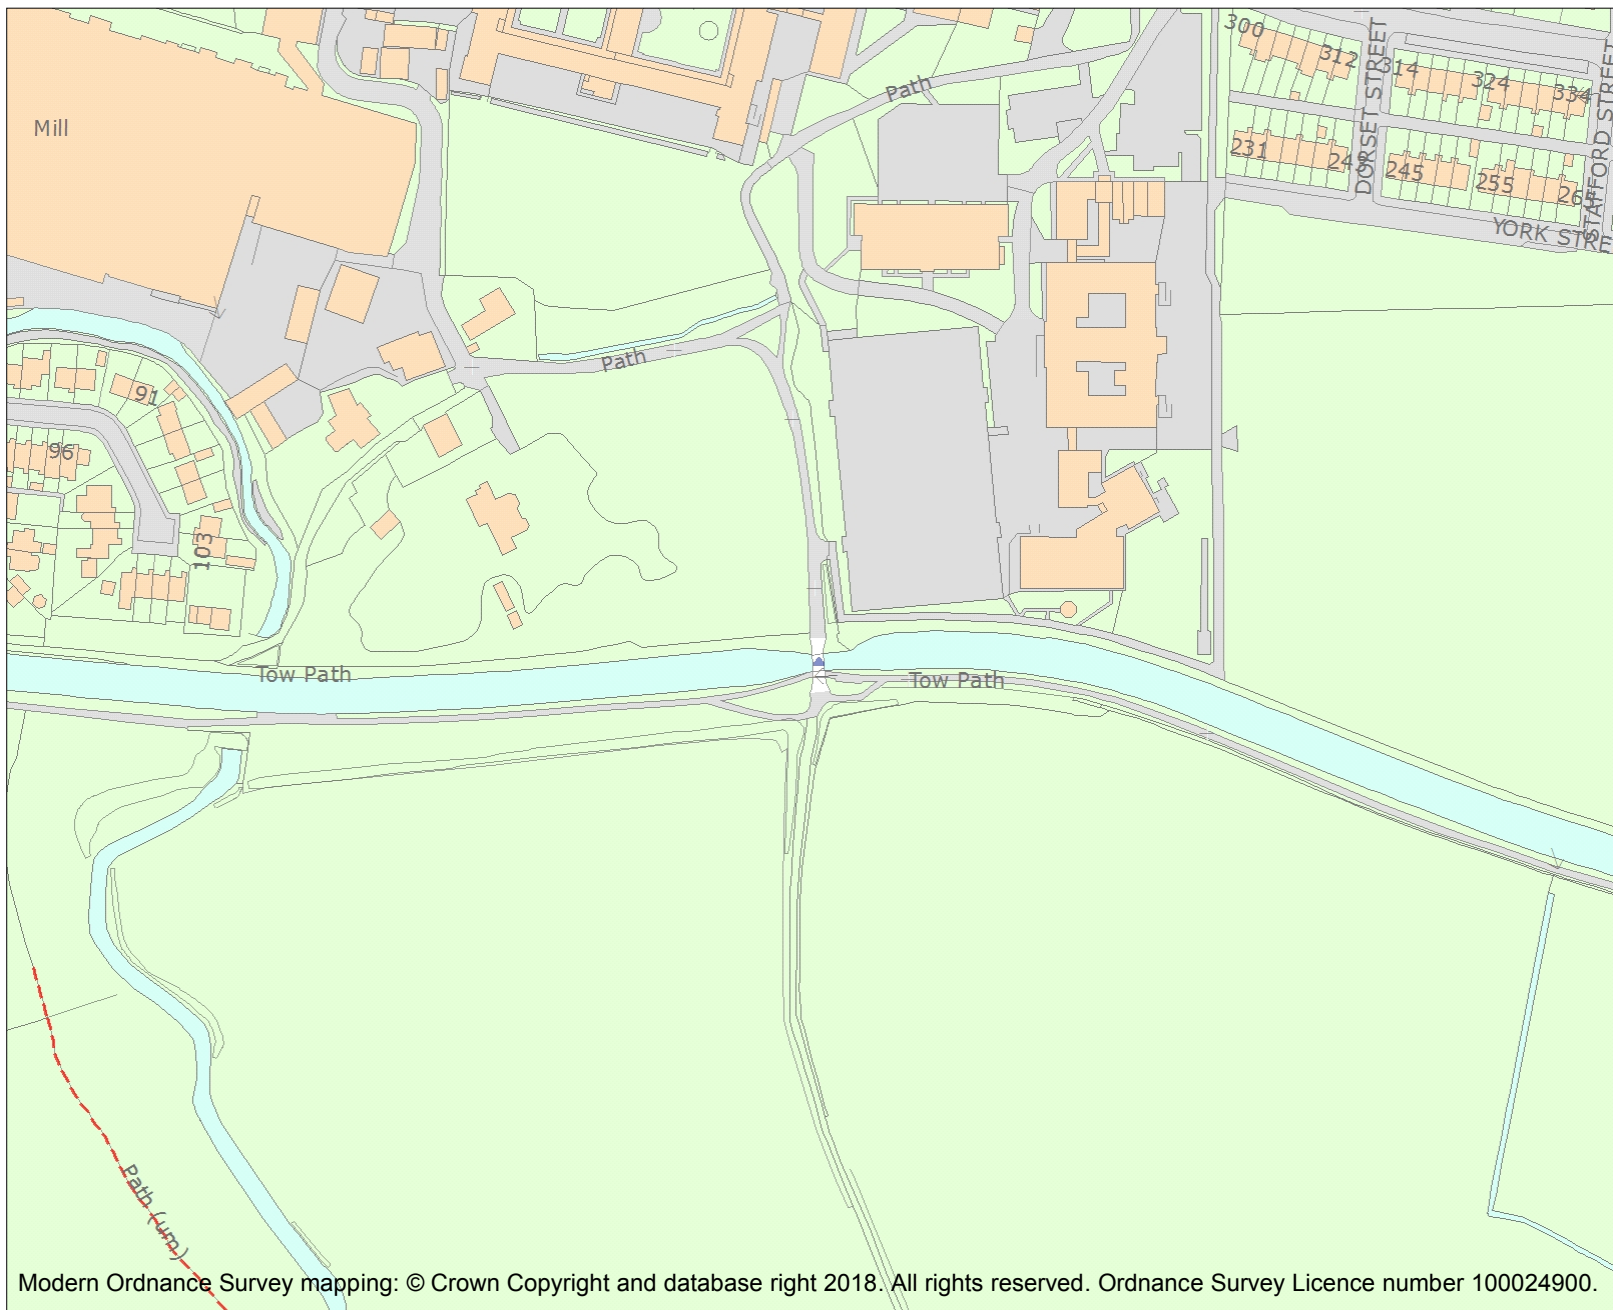 300
312
314
324
334
DORSET STREET
STAFFORD STREET
Path
Mill
231
243
245
255
YORK STRE
Path
91
96
103
Tow Path
Tow Path
Path (um)
Modern Ordnance Survey mapping: © Crown Copyright and database right 2018. All rights reserved. Ordnance Survey Licence number 100024900.